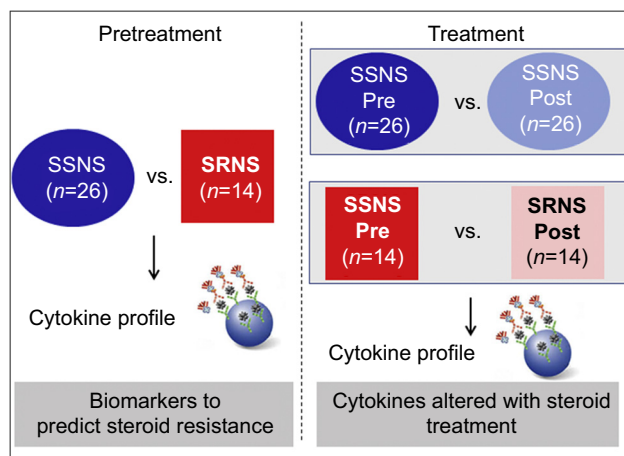 Pretreatment
SSNS
(n=26)
vs.
SRNS
(n=14)
Cytokine profile
Biomarkers to
predict steroid resistance
Treatment
SSNS
Pre
(n=26)
vs.
SSNS
Post
(n=26)
SSNS
Pre
(n=14)
vs.
SRNS
Post
(n=14)
Cytokine profile
Cytokines altered with steroid
treatment